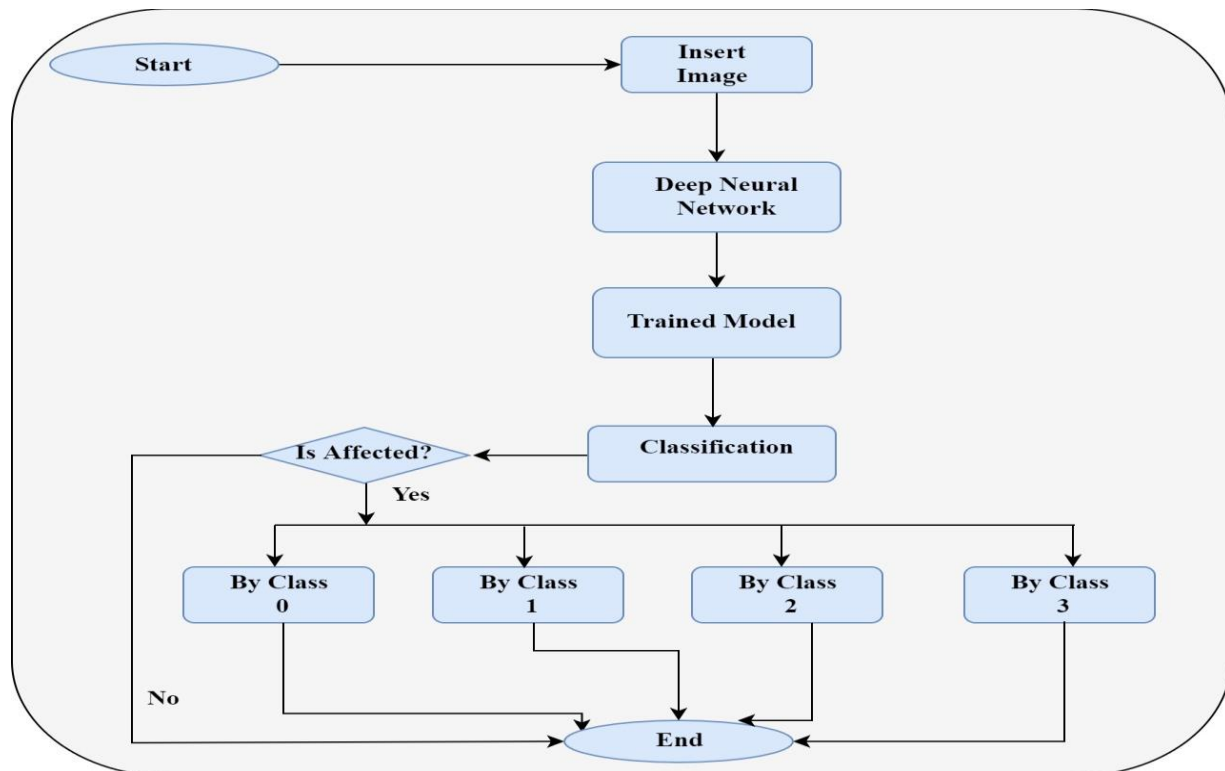 Start
Insert
Image
Deep Neural
Network
Trained Model
Classification
Is Affected?
Yes
By Class
0
By Class
1
By Class
2
By Class
3
No
End